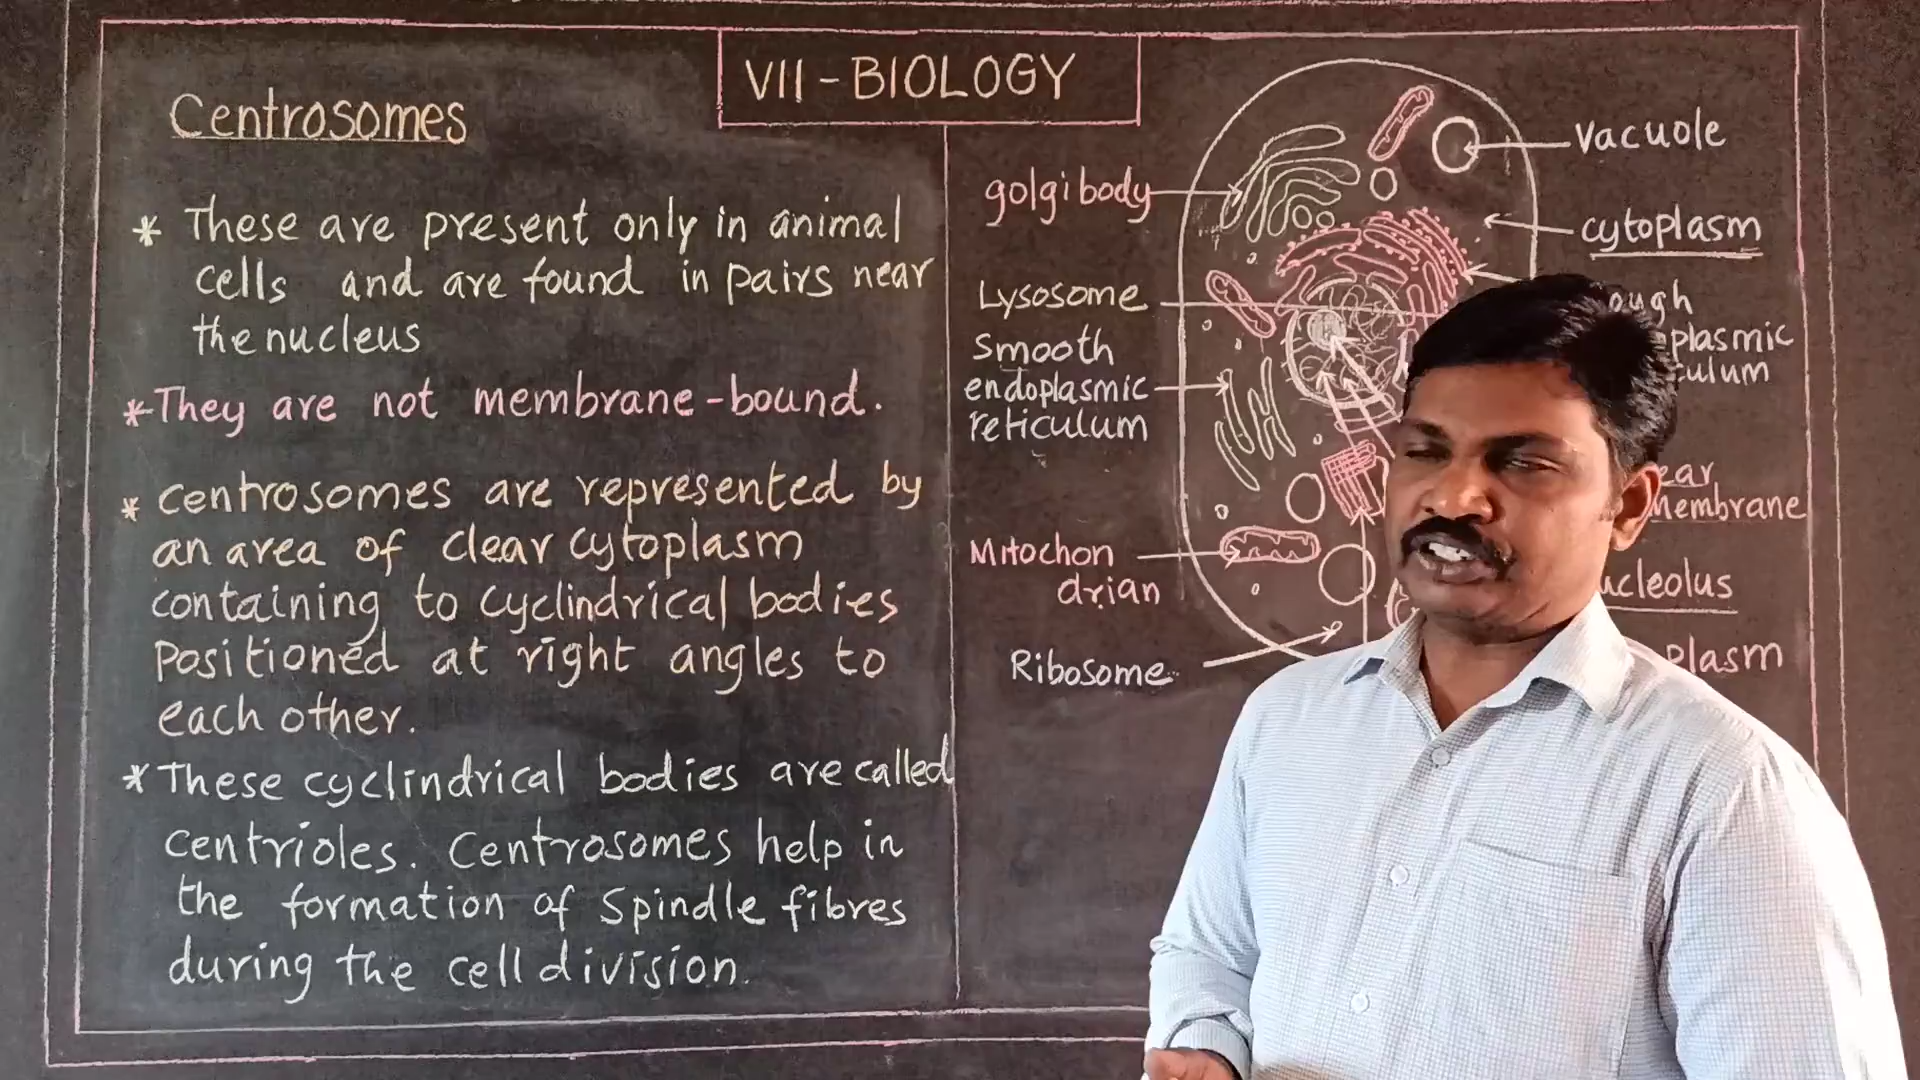 VII - BIOLOGY
Centrosomes
* These are present only in animal
cells and are found in pairs near
the nucleus
* They are not membrane-bound.
* Centrosomes are represented by
an area of clear cytoplasm
containing to cyclindrical bodies
Positioned at right angles to
each other.
* These cyclindrical bodies are called
centrioles. Centrosomes help in
the formation of Spindle fibres
during the cell division.
golgi body
Lysosome
Smooth
endoplasmic
reticulum
Mitochon
drian
Ribosome
Vacuole
cytoplasm
membrane